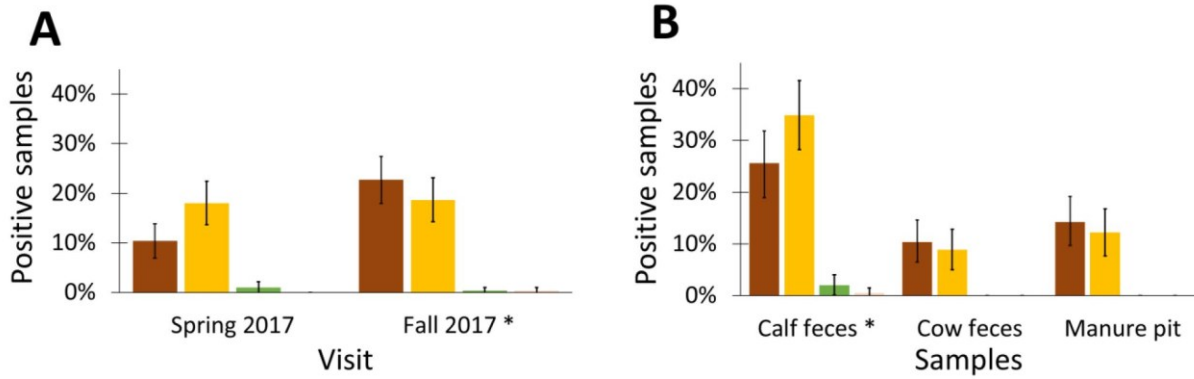 A
Positive samples
40%
30%
20%
10%
0%
Spring 2017 Fall 2017 *
Visit
B
Positive samples
40%
30%
20%
10%
0%
Calf feces * Cow feces Manure pit
Samples